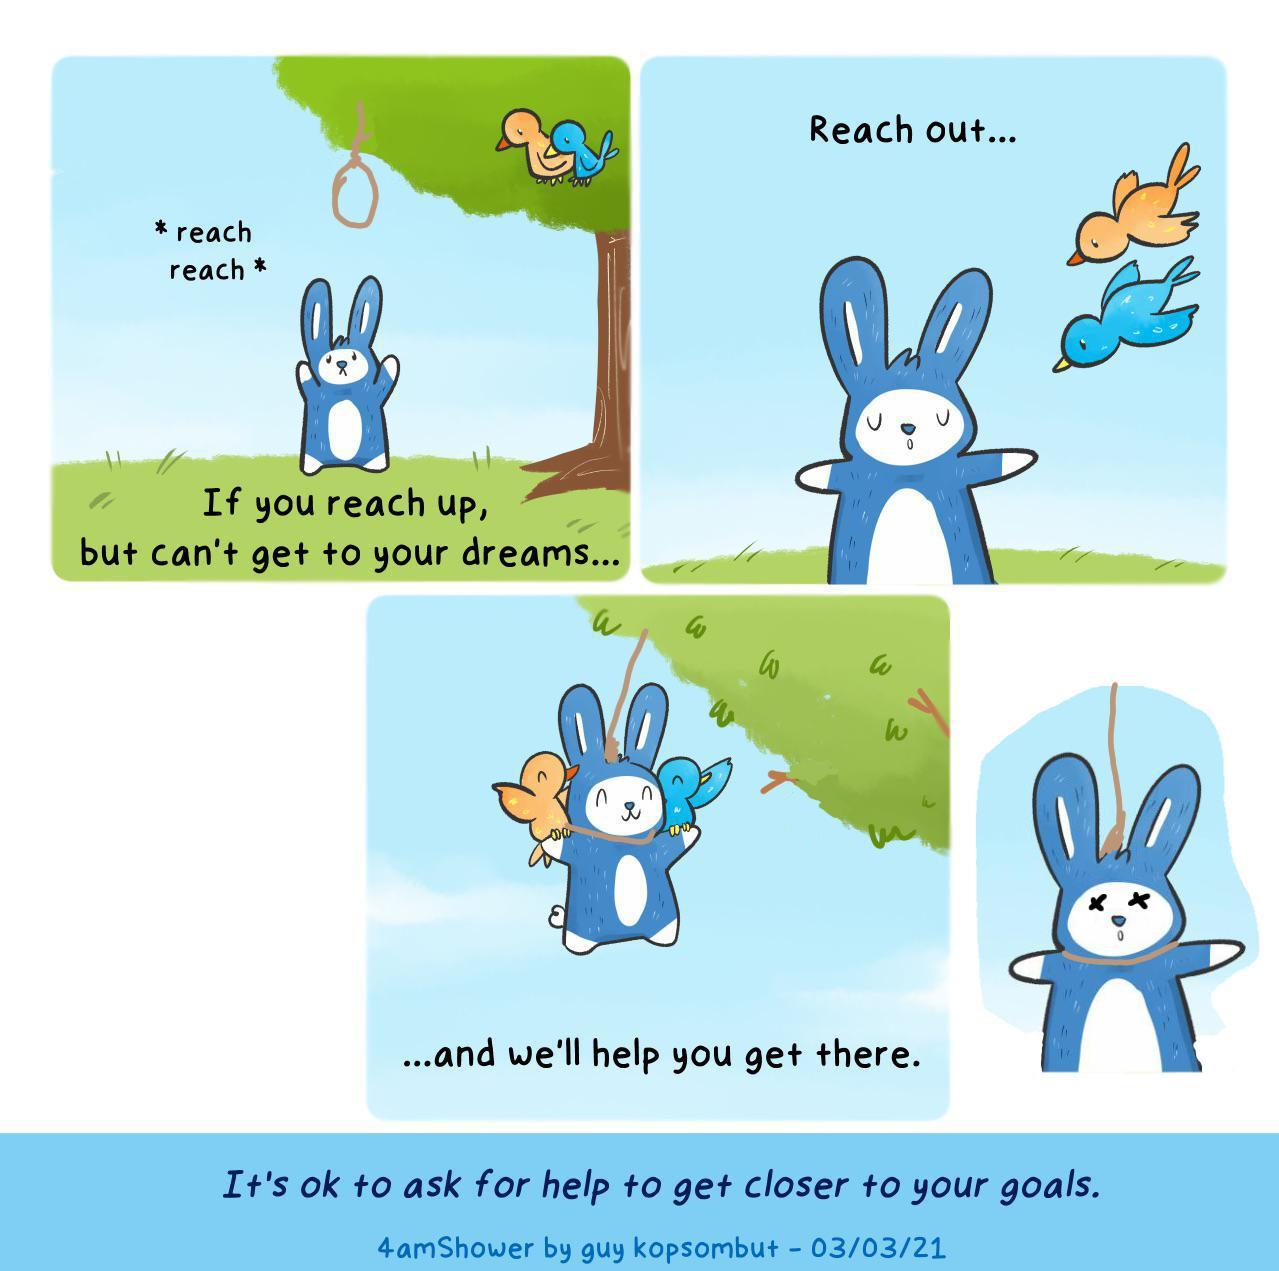 * reach
reach *
If you reach up,
but can't get to your dreams...
Reach out...
...and we'll help you get there.
It's ok to ask for help to get closer to your goals.
4amShower by guy kopsombut - 03/03/21